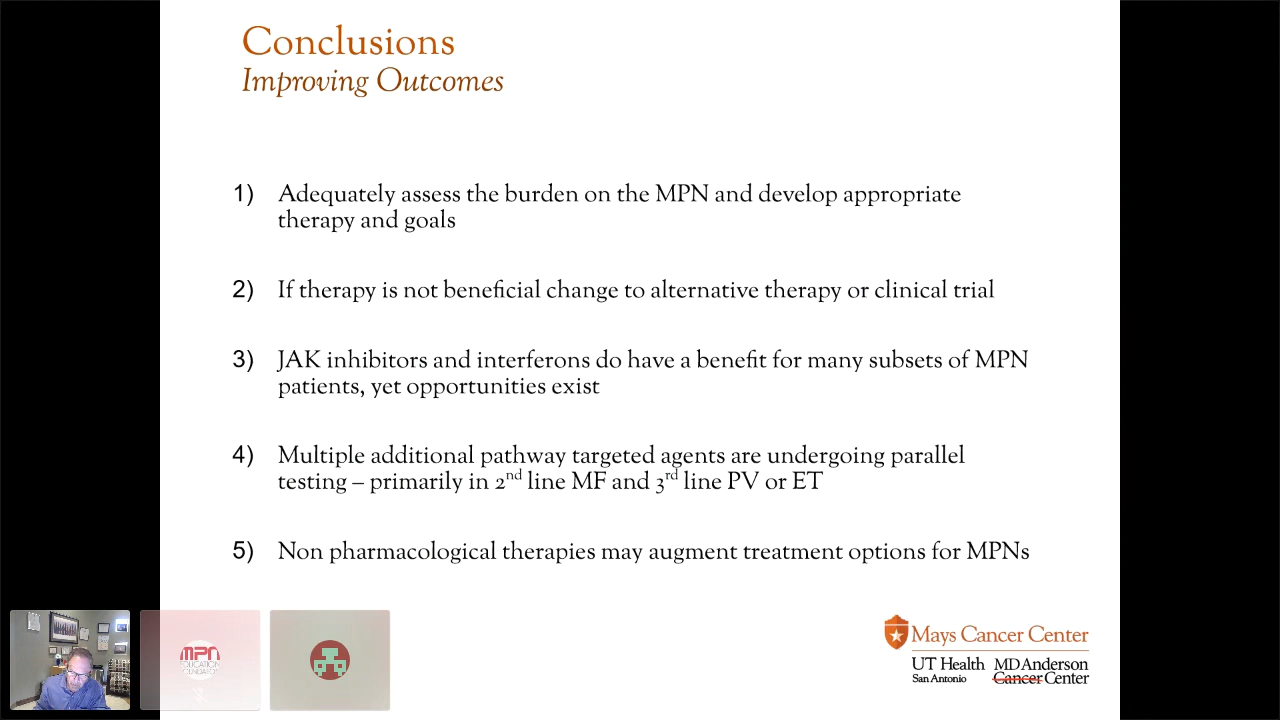 Conclusions
Improving Outcomes
1) Adequately assess the burden on the MPN and develop appropriate
therapy and goals
2) If therapy is not beneficial change to alternative therapy or clinical trial
3) JAK inhibitors and interferons do have a benefit for many subsets of MPN
patients, yet opportunities exist
4) Multiple additional pathway targeted agents are undergoing parallel
testing – primarily in 2nd line MF and 3rd line PV or ET
5) Non pharmacological therapies may augment treatment options for MPNs
mpn
EDUCATION
FOUNDATION
Mays Cancer Center
UT Health
San Antonio
MD Anderson
Cancer Center